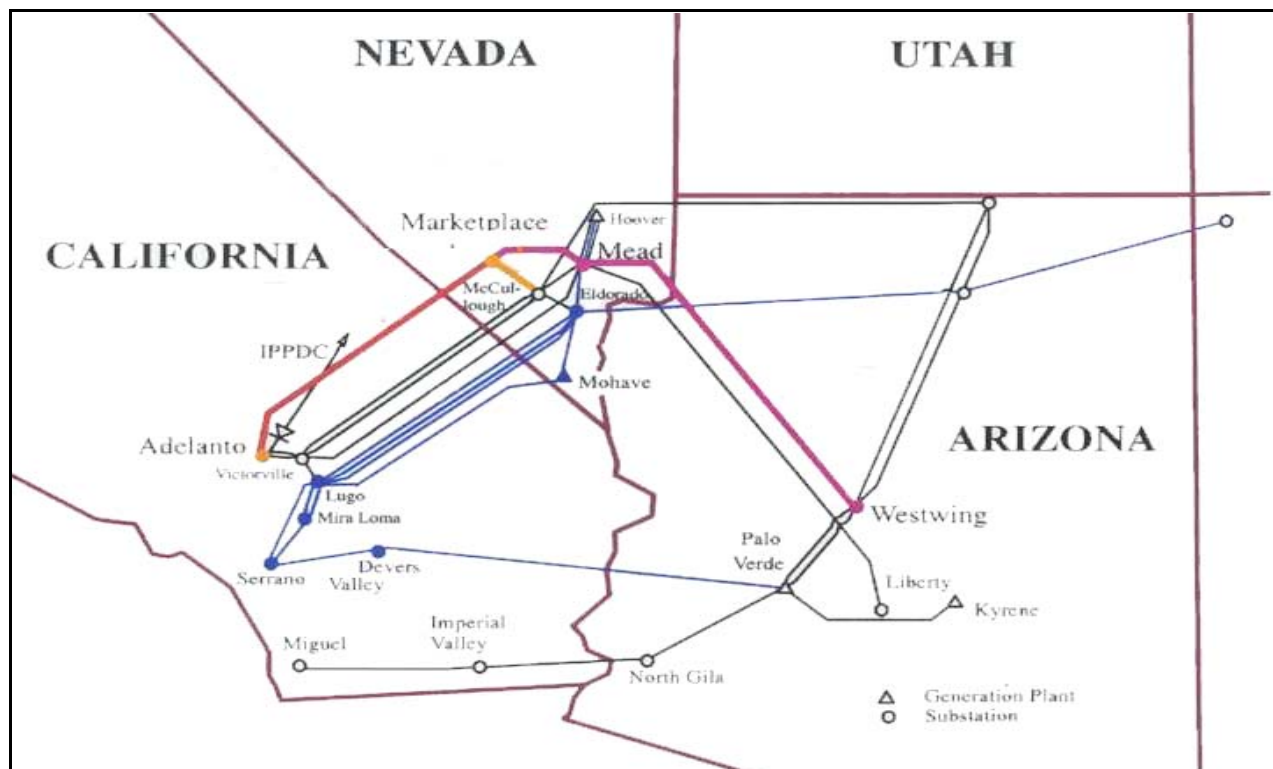 NEVADA
UTAH
Marketplace
Hoover
Mead
CALIFORNIA
McCul-
lough
Eldorado
IPPDC
Mohave
Adelanto
ARIZONA
Victorville
Lugo
Mira Loma
Westwing
Palo
Verde
Serrano
Devers
Valley
Liberty
Kyrene
Imperial
Valley
Miguel
North Gila
Generation Plant
Substation